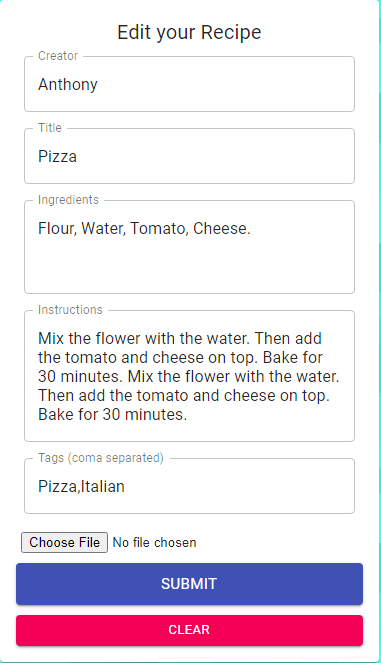 Edit your Recipe
Creator
Anthony
Title
Pizza
Ingredients
Flour, Water, Tomato, Cheese.
Instructions
Mix the flower with the water. Then add
the tomato and cheese on top. Bake for
30 minutes. Mix the flower with the water.
Then add the tomato and cheese on top.
Bake for 30 minutes.
Tags (coma separated)
Pizza,Italian
Choose File No file chosen
SUBMIT
CLEAR